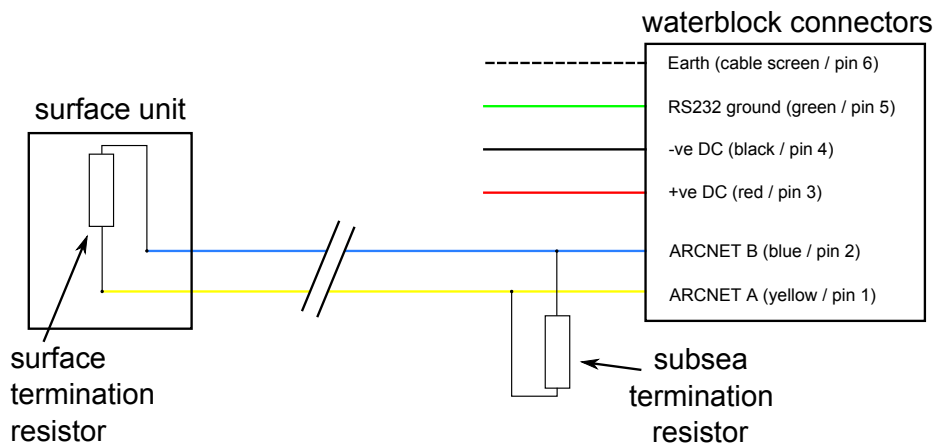 waterblock connectors
Earth (cable screen / pin 6)
RS232 ground (green / pin 5)
-ve DC (black / pin 4)
+ve DC (red / pin 3)
ARCNET B (blue / pin 2)
ARCNET A (yellow / pin 1)
surface unit
surface
termination
resistor
subsea
termination
resistor